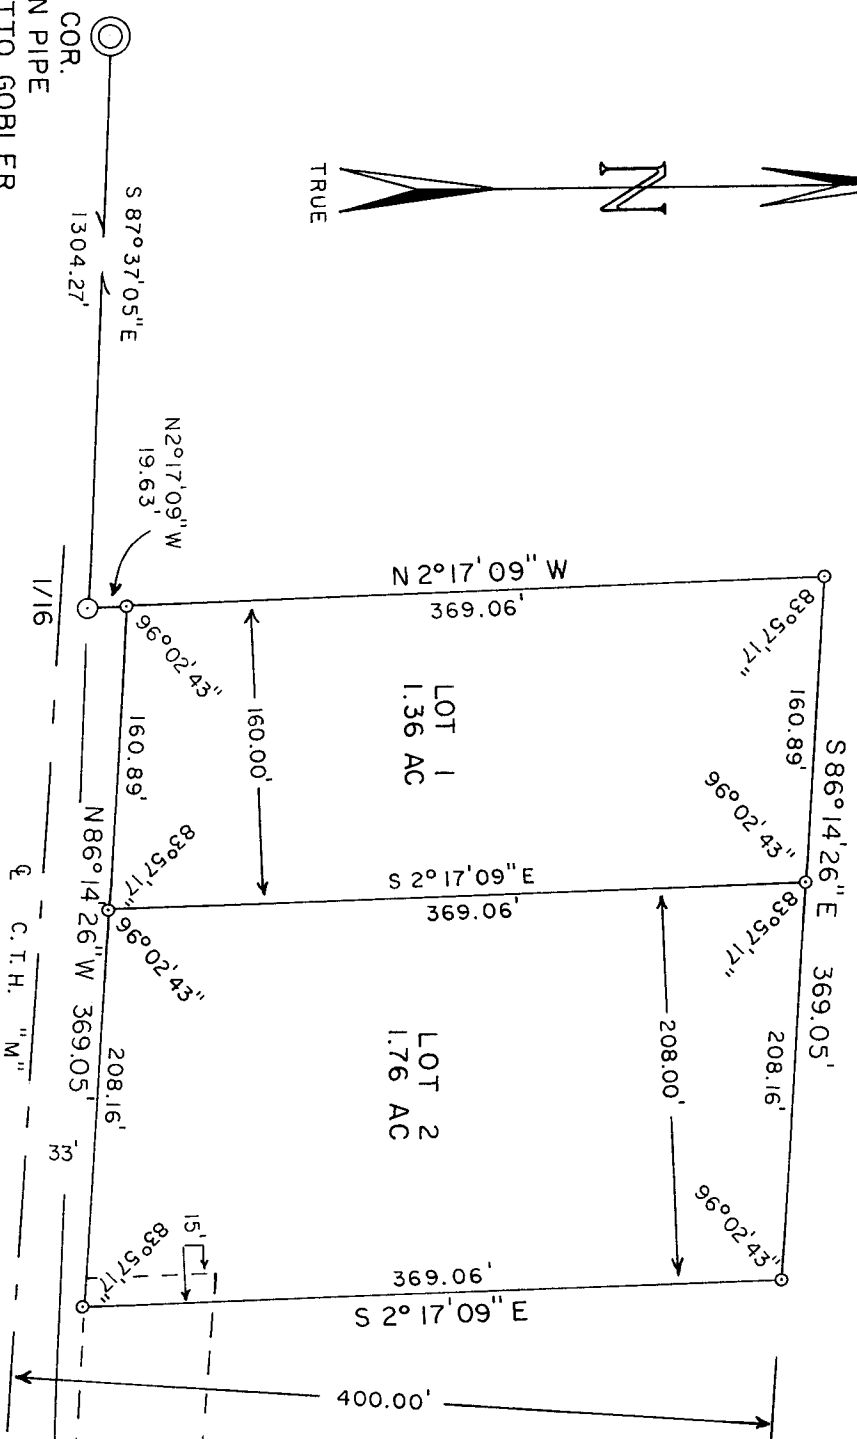 COR.
N PIPE
TTO GOBLER
TRUE
N
S 87° 37' 05" E
1304.27'
N 2° 17' 09" W
19.63'
1/16
N 2° 17' 09" W
369.06'
83° 57' 17"
96° 02' 43"
160.89'
S 86° 14' 26" E 369.05'
LOT 1
1.36 AC
160.00'
96° 02' 43"
160.89'
83° 57' 17"
S 2° 17' 09" E
369.06'
83° 57' 17"
96° 02' 43"
N 86° 14' 26" W 369.05'
℄ C.T.H. "M"
LOT 2
1.76 AC
208.00'
208.16'
96° 02' 43"
208.16'
33'
83° 57' 17"
15'
369.06'
S 2° 17' 09" E
400.00'